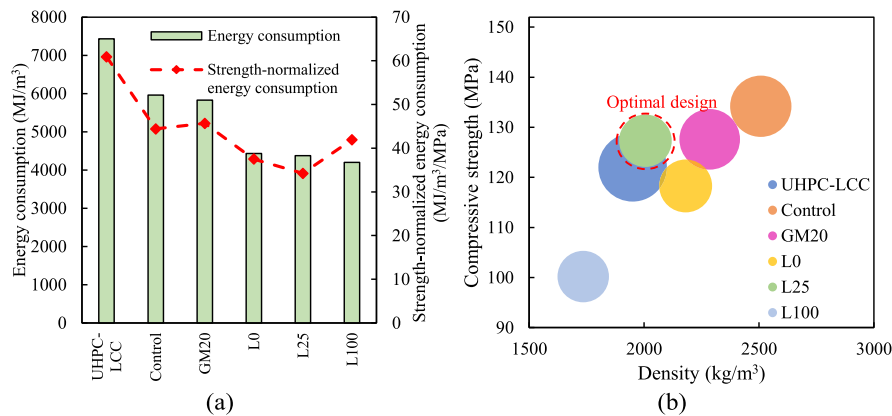 8000
7000
6000
5000
4000
3000
2000
1000
0
Energy consumption (MJ/m³)
Energy consumption
Strength-normalized
energy consumption
70
60
50
40
30
20
10
0
Strength-normalized energy consumption
(MJ/m³/MPa)
UHPC-
LCC
Control
GM20
L0
L25
L100
(a)
150
140
130
120
110
100
90
Compressive strength (MPa)
Optimal design
UHPC-LCC
Control
GM20
L0
L25
L100
1500
2000
2500
3000
Density (kg/m³)
(b)